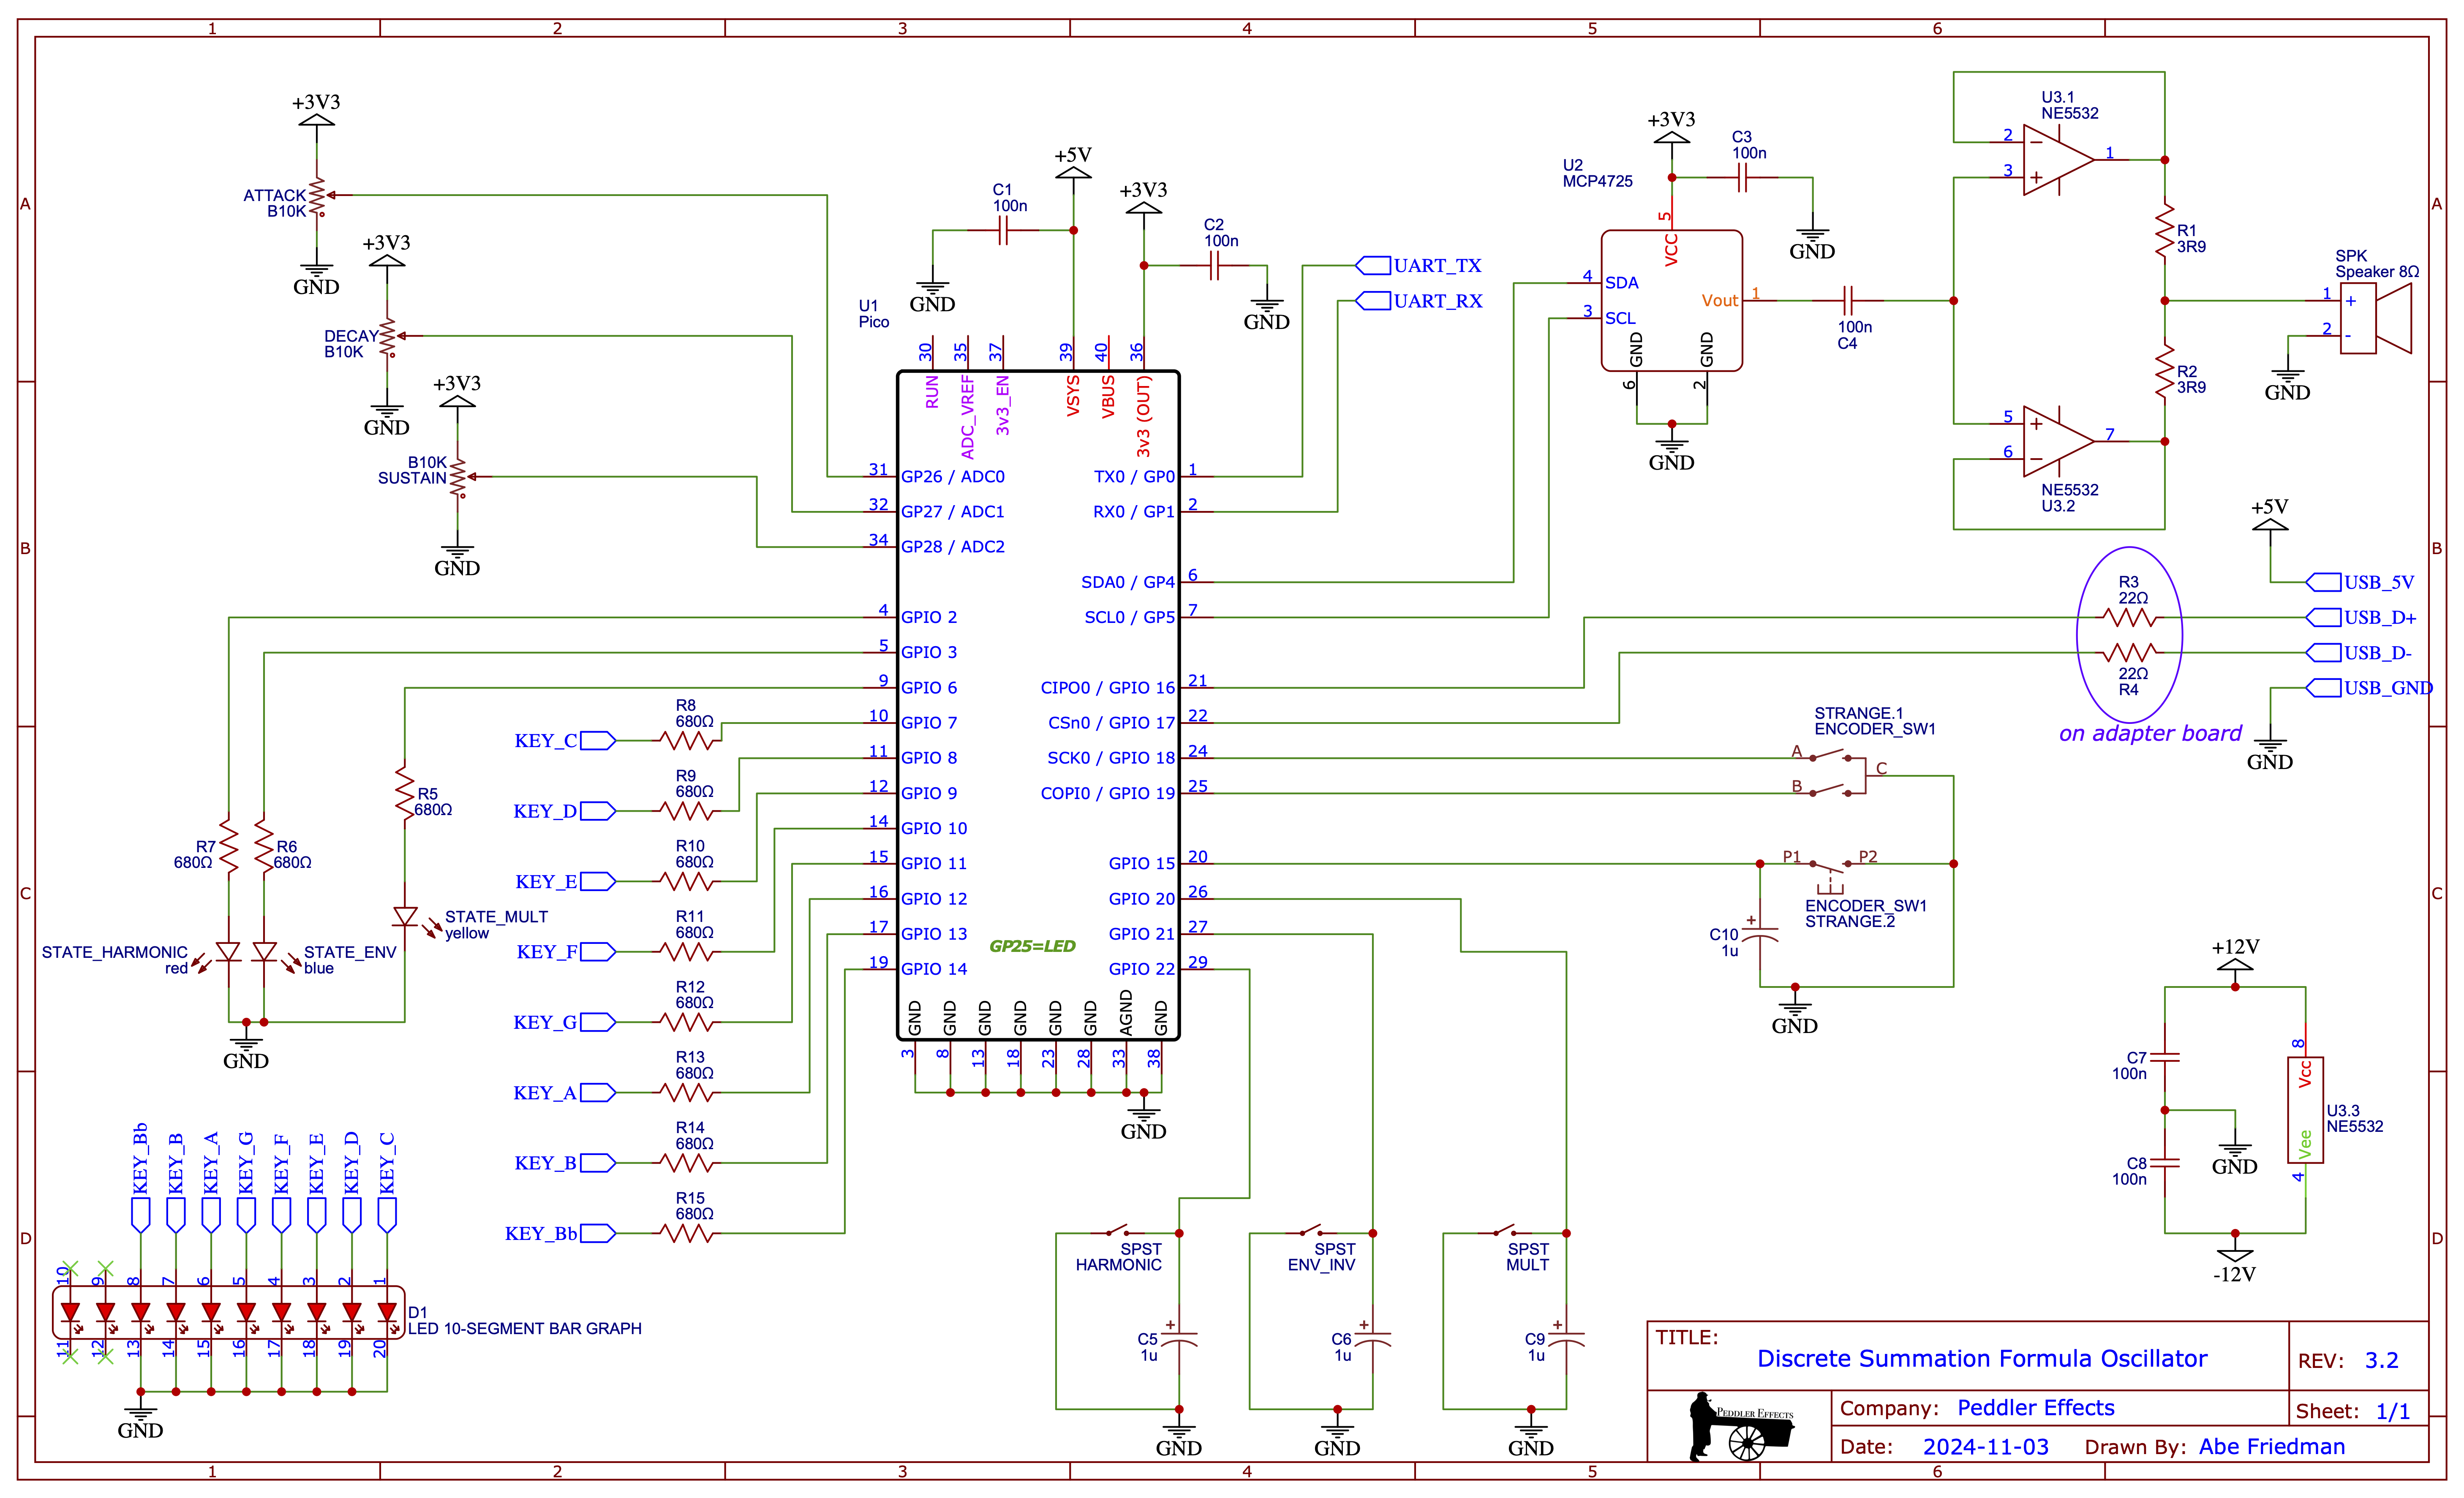 1 2 3 4 5 6
A
B
C
D
A
B
C
D
+3V3
ATTACK
B10K
GND
+3V3
DECAY
B10K
GND
+3V3
B10K
SUSTAIN
GND
+5V
C1
100n
GND
+3V3
C2
100n
GND
U1
Pico
30 35 37 39 40 36
RUN ADC_VREF 3v3_EN VSYS VBUS 3v3 (OUT)
31 GP26 / ADC0
32 GP27 / ADC1
34 GP28 / ADC2
4 GPIO 2
5 GPIO 3
9 GPIO 6
10 GPIO 7
11 GPIO 8
12 GPIO 9
14 GPIO 10
15 GPIO 11
16 GPIO 12
17 GPIO 13
19 GPIO 14
TX0 / GP0 1
RX0 / GP1 2
SDA0 / GP4 6
SCL0 / GP5 7
CIPO0 / GPIO 16 21
CSn0 / GPIO 17 22
SCK0 / GPIO 18 24
COPI0 / GPIO 19 25
GPIO 15 20
GPIO 20 26
GPIO 21 27
GPIO 22 29
GP25=LED
GND GND GND GND GND GND AGND GND
3 8 13 18 23 28 33 38
GND
UART_TX
UART_RX
+3V3
C3
100n
GND
U2
MCP4725
5
VCC
4 SDA
3 SCL
Vout 1
GND GND
6 2
GND
100n
C4
U3.1
NE5532
2
3
1
R1
3R9
R2
3R9
5
6
7
NE5532
U3.2
SPK
Speaker 8Ω
1 +
2 -
GND
+5V
USB_5V
R3
22Ω
USB_D+
USB_D-
22Ω
R4
USB_GND
on adapter board
GND
STRANGE.1
ENCODER_SW1
A
B
C
P1 P2
ENCODER_SW1
STRANGE.2
C10
1u
GND
R5
680Ω
R7
680Ω
R6
680Ω
STATE_MULT
yellow
STATE_HARMONIC
red
STATE_ENV
blue
GND
KEY_C
R8
680Ω
KEY_D
R9
680Ω
KEY_E
R10
680Ω
KEY_F
R11
680Ω
KEY_G
R12
680Ω
KEY_A
R13
680Ω
KEY_B
R14
680Ω
KEY_Bb
R15
680Ω
KEY_Bb KEY_B KEY_A KEY_G KEY_F KEY_E KEY_D KEY_C
10 9 8 7 6 5 4 3 2 1
11 12 13 14 15 16 17 18 19 20
D1
LED 10-SEGMENT BAR GRAPH
GND
SPST
HARMONIC
C5
1u
GND
SPST
ENV_INV
C6
1u
GND
SPST
MULT
C9
1u
GND
+12V
C7
100n
C8
100n
GND
8
Vcc
Vee
4
U3.3
NE5532
-12V
TITLE:
Discrete Summation Formula Oscillator
REV: 3.2
PEDDLER EFFECTS
Company: Peddler Effects
Sheet: 1/1
Date: 2024-11-03 Drawn By: Abe Friedman
1 2 3 4 5 6